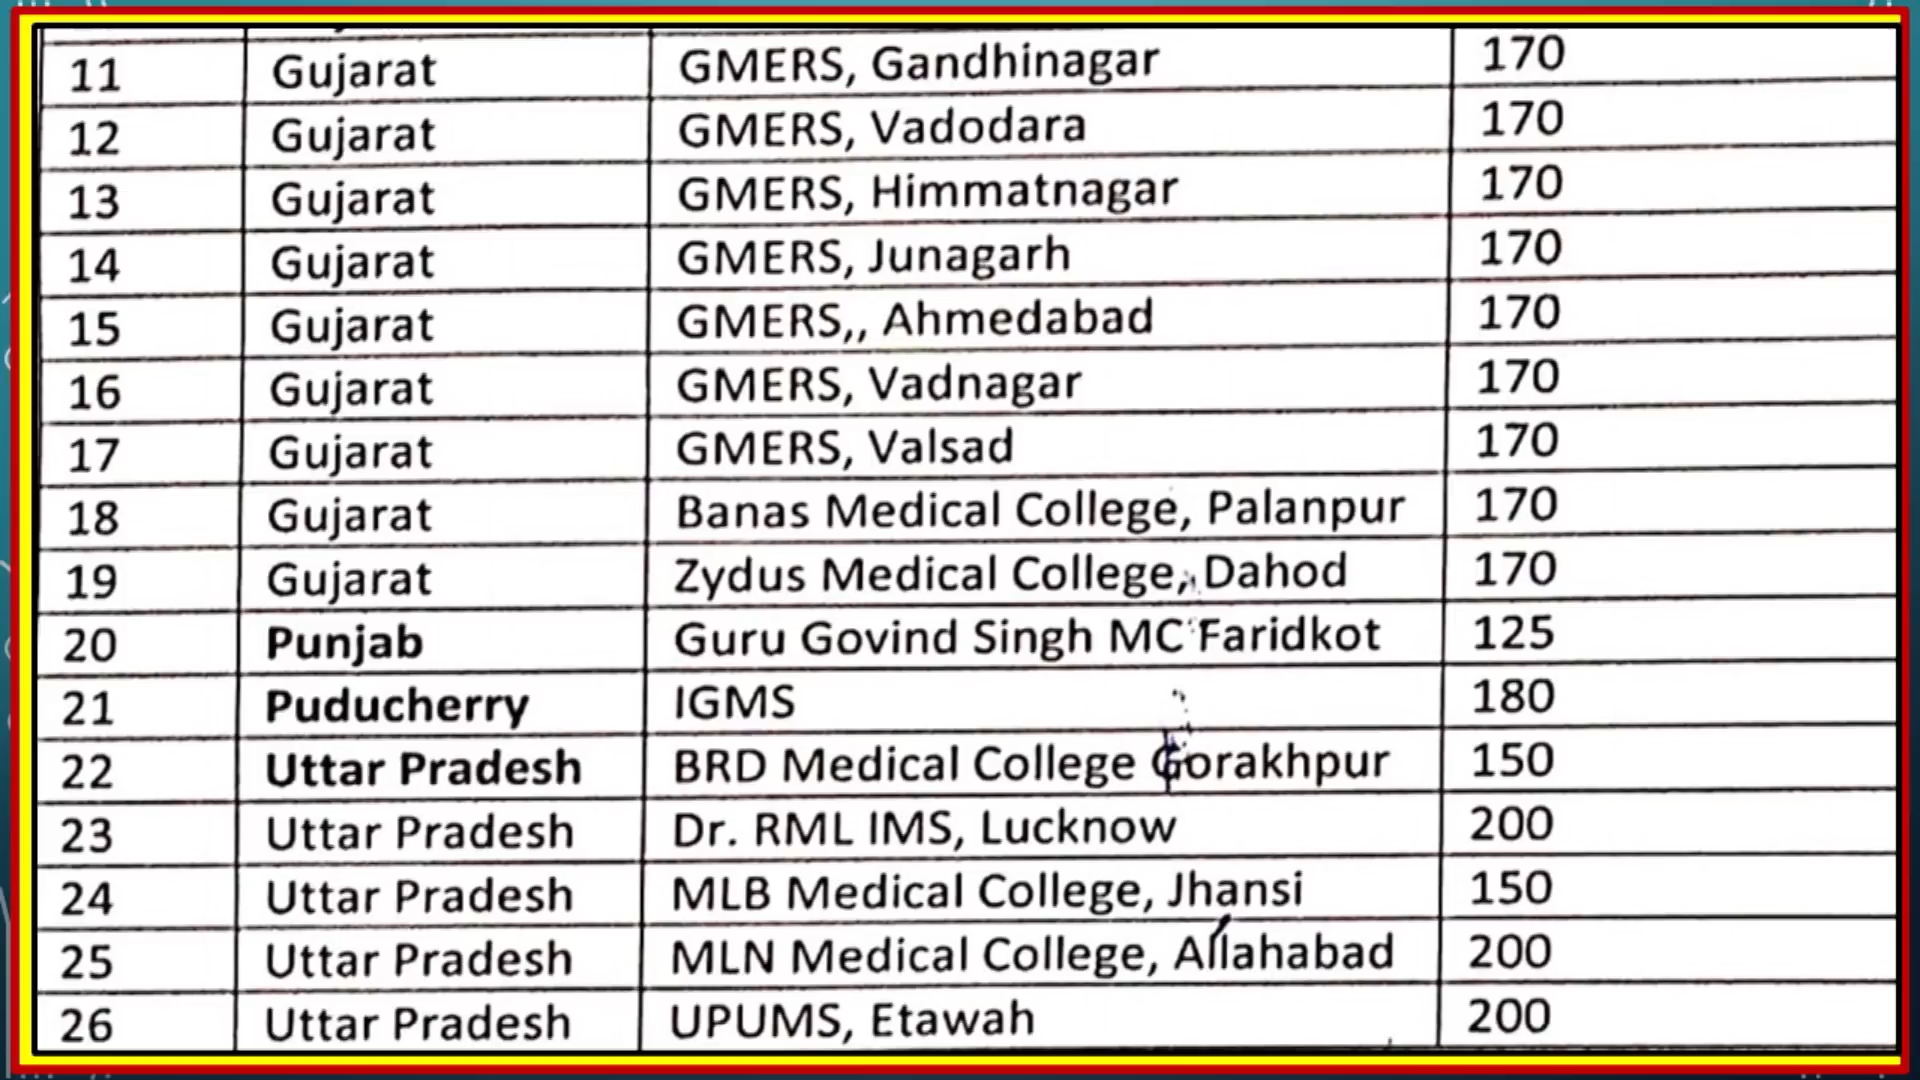 11 Gujarat GMERS, Gandhinagar 170
12 Gujarat GMERS, Vadodara 170
13 Gujarat GMERS, Himmatnagar 170
14 Gujarat GMERS, Junagarh 170
15 Gujarat GMERS,, Ahmedabad 170
16 Gujarat GMERS, Vadnagar 170
17 Gujarat GMERS, Valsad 170
18 Gujarat Banas Medical College, Palanpur 170
19 Gujarat Zydus Medical College, Dahod 170
20 Punjab Guru Govind Singh MC Faridkot 125
21 Puducherry IGMS 180
22 Uttar Pradesh BRD Medical College Gorakhpur 150
23 Uttar Pradesh Dr. RML IMS, Lucknow 200
24 Uttar Pradesh MLB Medical College, Jhansi 150
25 Uttar Pradesh MLN Medical College, Allahabad 200
26 Uttar Pradesh UPUMS, Etawah 200